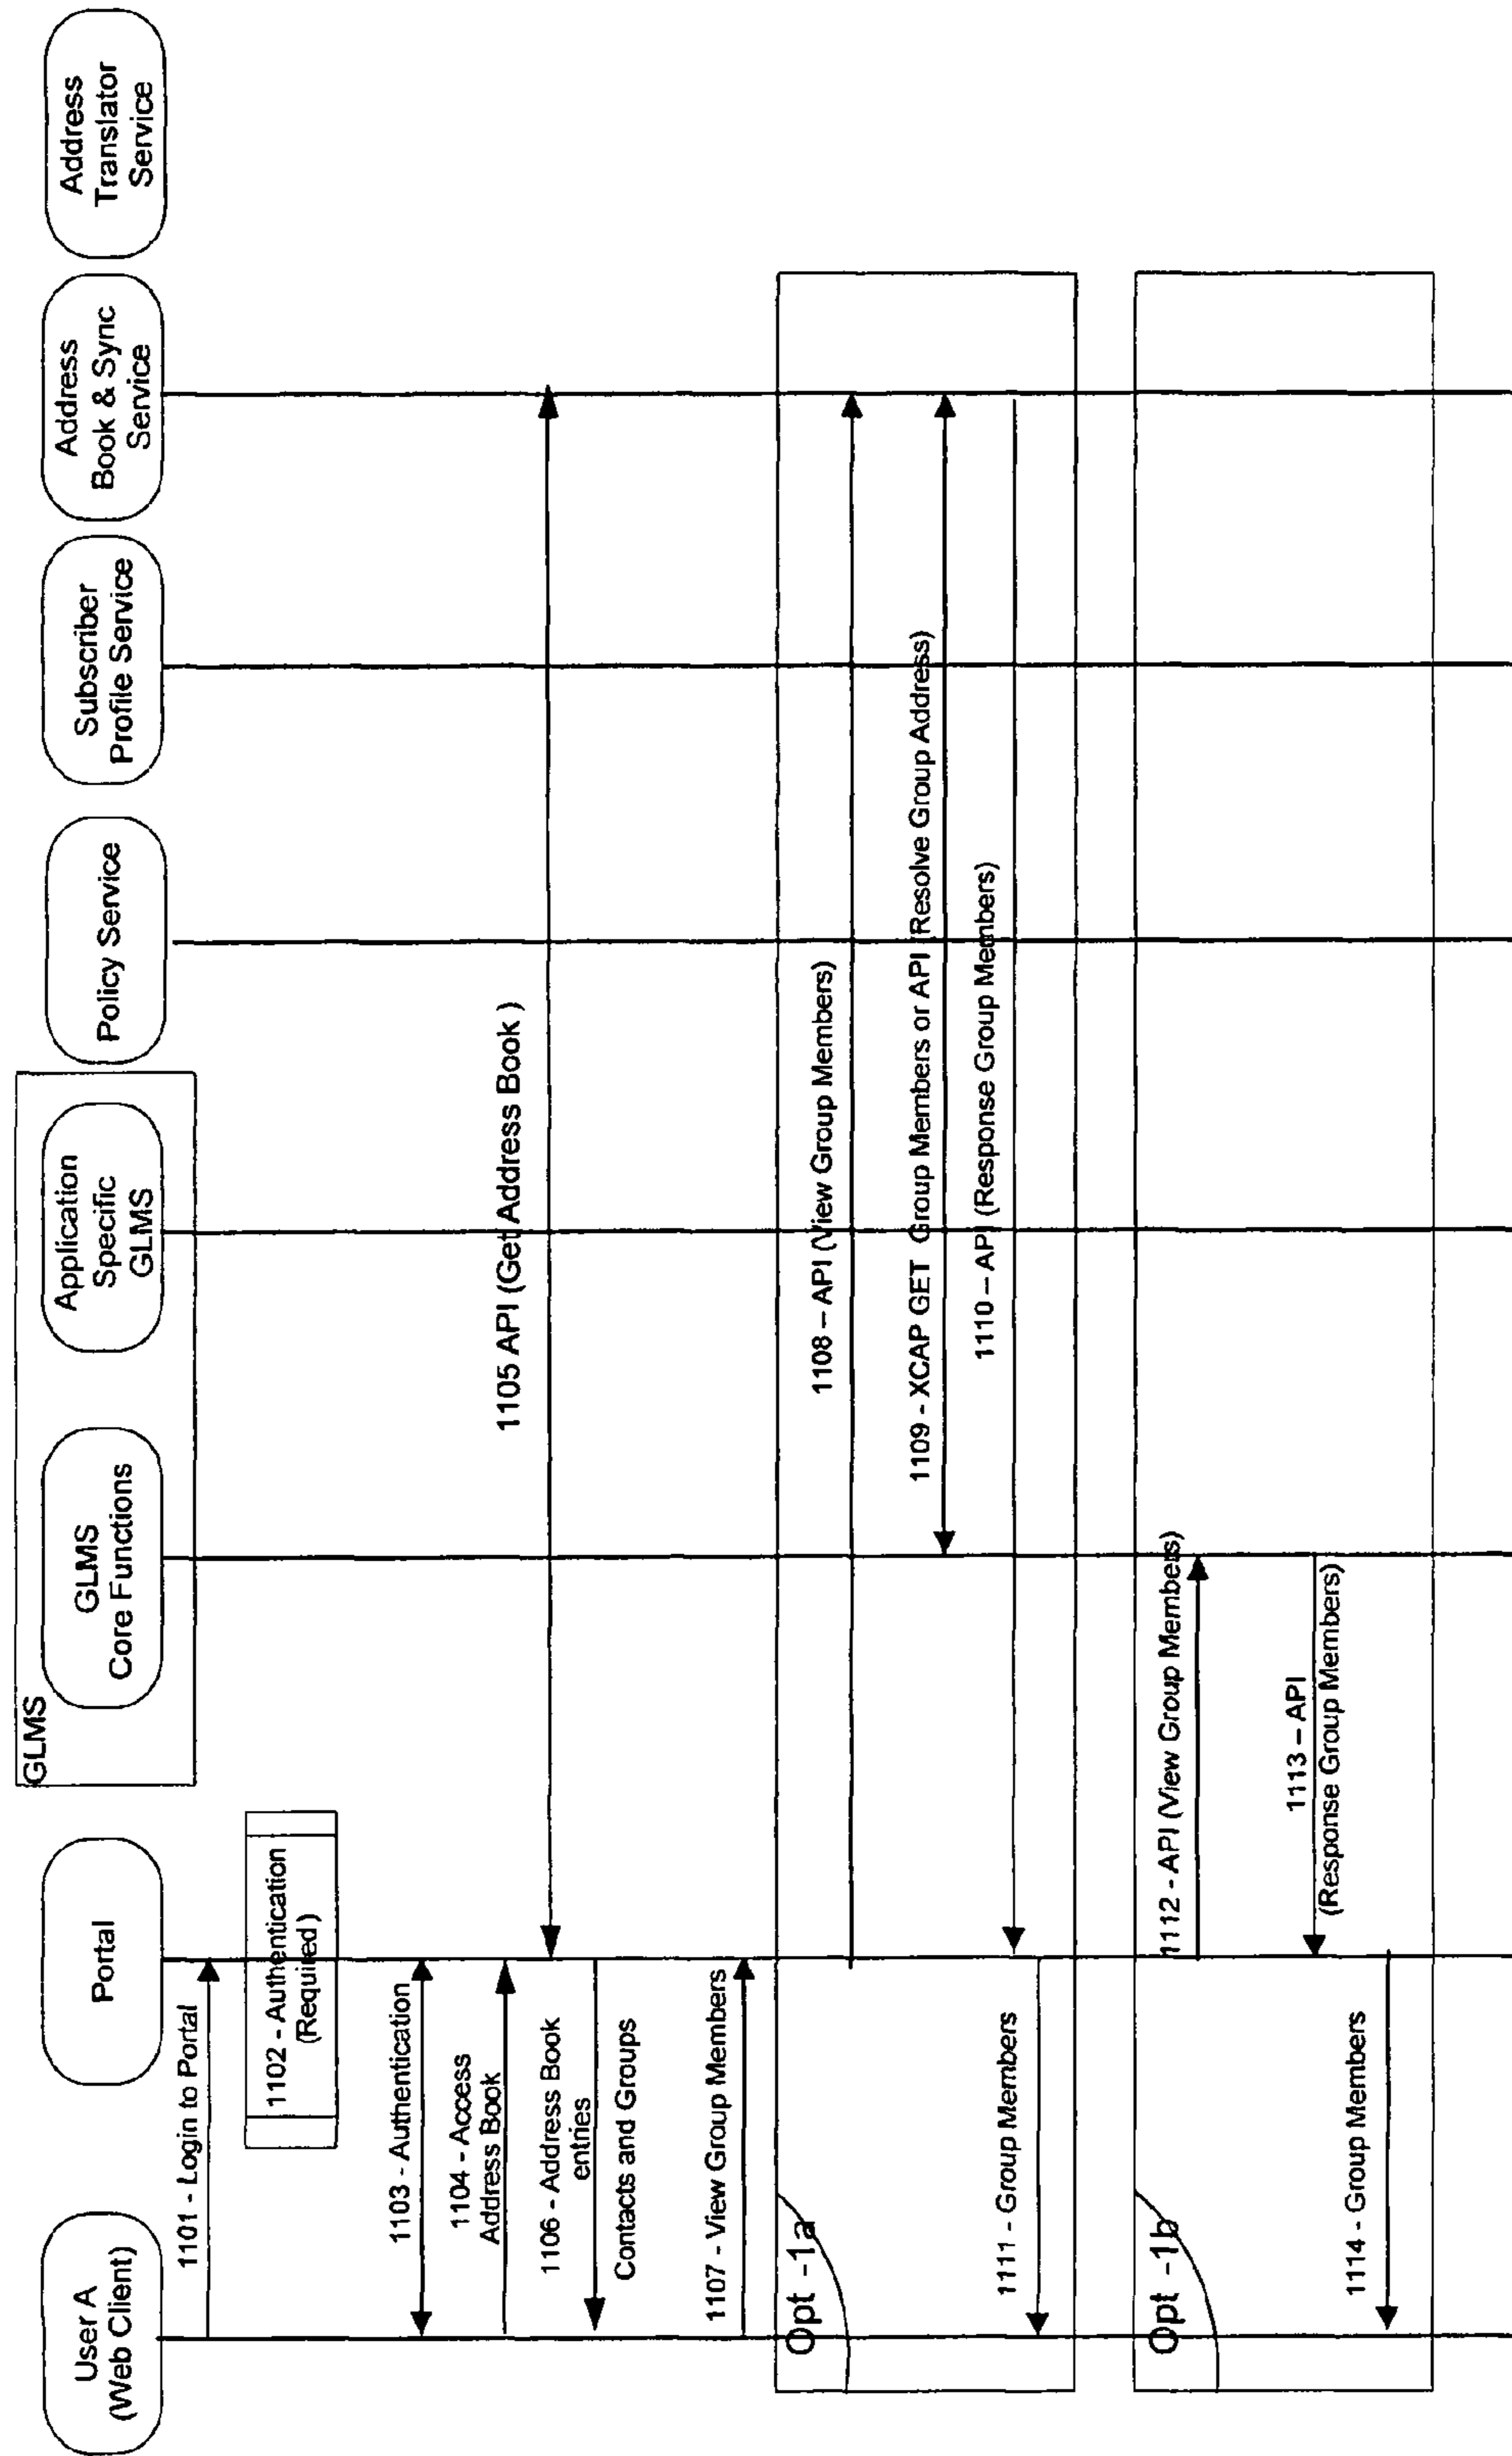 User A
(Web Client)
Portal
GLMS
GLMS
Core Functions
Application
Specific
GLMS
Policy Service
Subscriber
Profile Service
Address
Book & Sync
Service
Address
Translator
Service
1101 - Login to Portal
1102 - Authentication
(Required)
1103 - Authentication
1104 - Access
Address Book
1105 API (Get Address Book )
1106 - Address Book
entries
Contacts and Groups
1107 - View Group Members
Opt -1a
1108 – API (View Group Members)
1109 - XCAP GET Group Members or API (Resolve Group Address)
1110 – API (Response Group Members)
1111 - Group Members
Opt -1b
1112 - API (View Group Members)
1113 – API
(Response Group Members)
1114 - Group Members